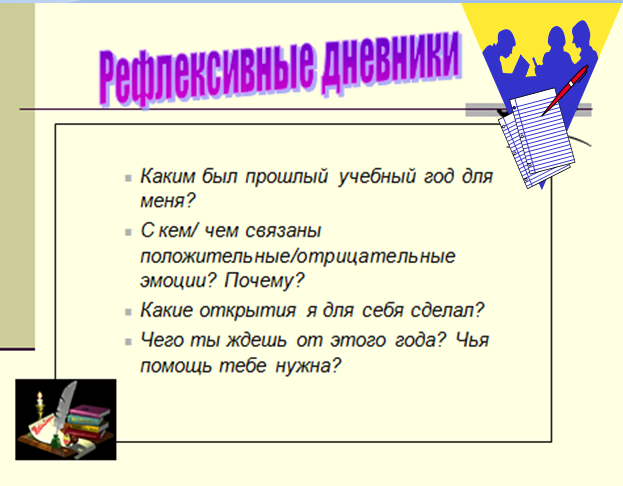 Рефлексивные дневники
Каким был прошлый учебный год для
меня?
С кем/ чем связаны
положительные/отрицательные
эмоции? Почему?
Какие открытия я для себя сделал?
Чего ты ждешь от этого года? Чья
помощь тебе нужна?